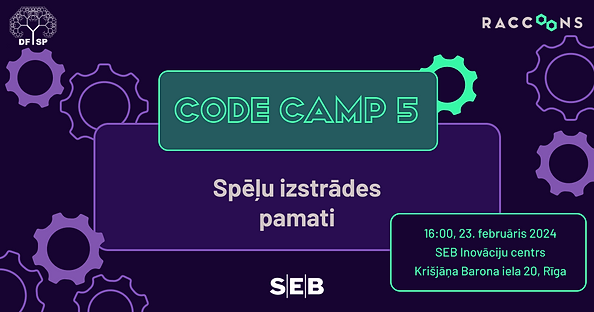 DF SP
RACCOONS
CODE CAMP 5
Spēļu izstrādes
pamati
16:00, 23. februāris 2024
SEB Inovāciju centrs
Krišjāņa Barona iela 20, Rīga
S|E|B